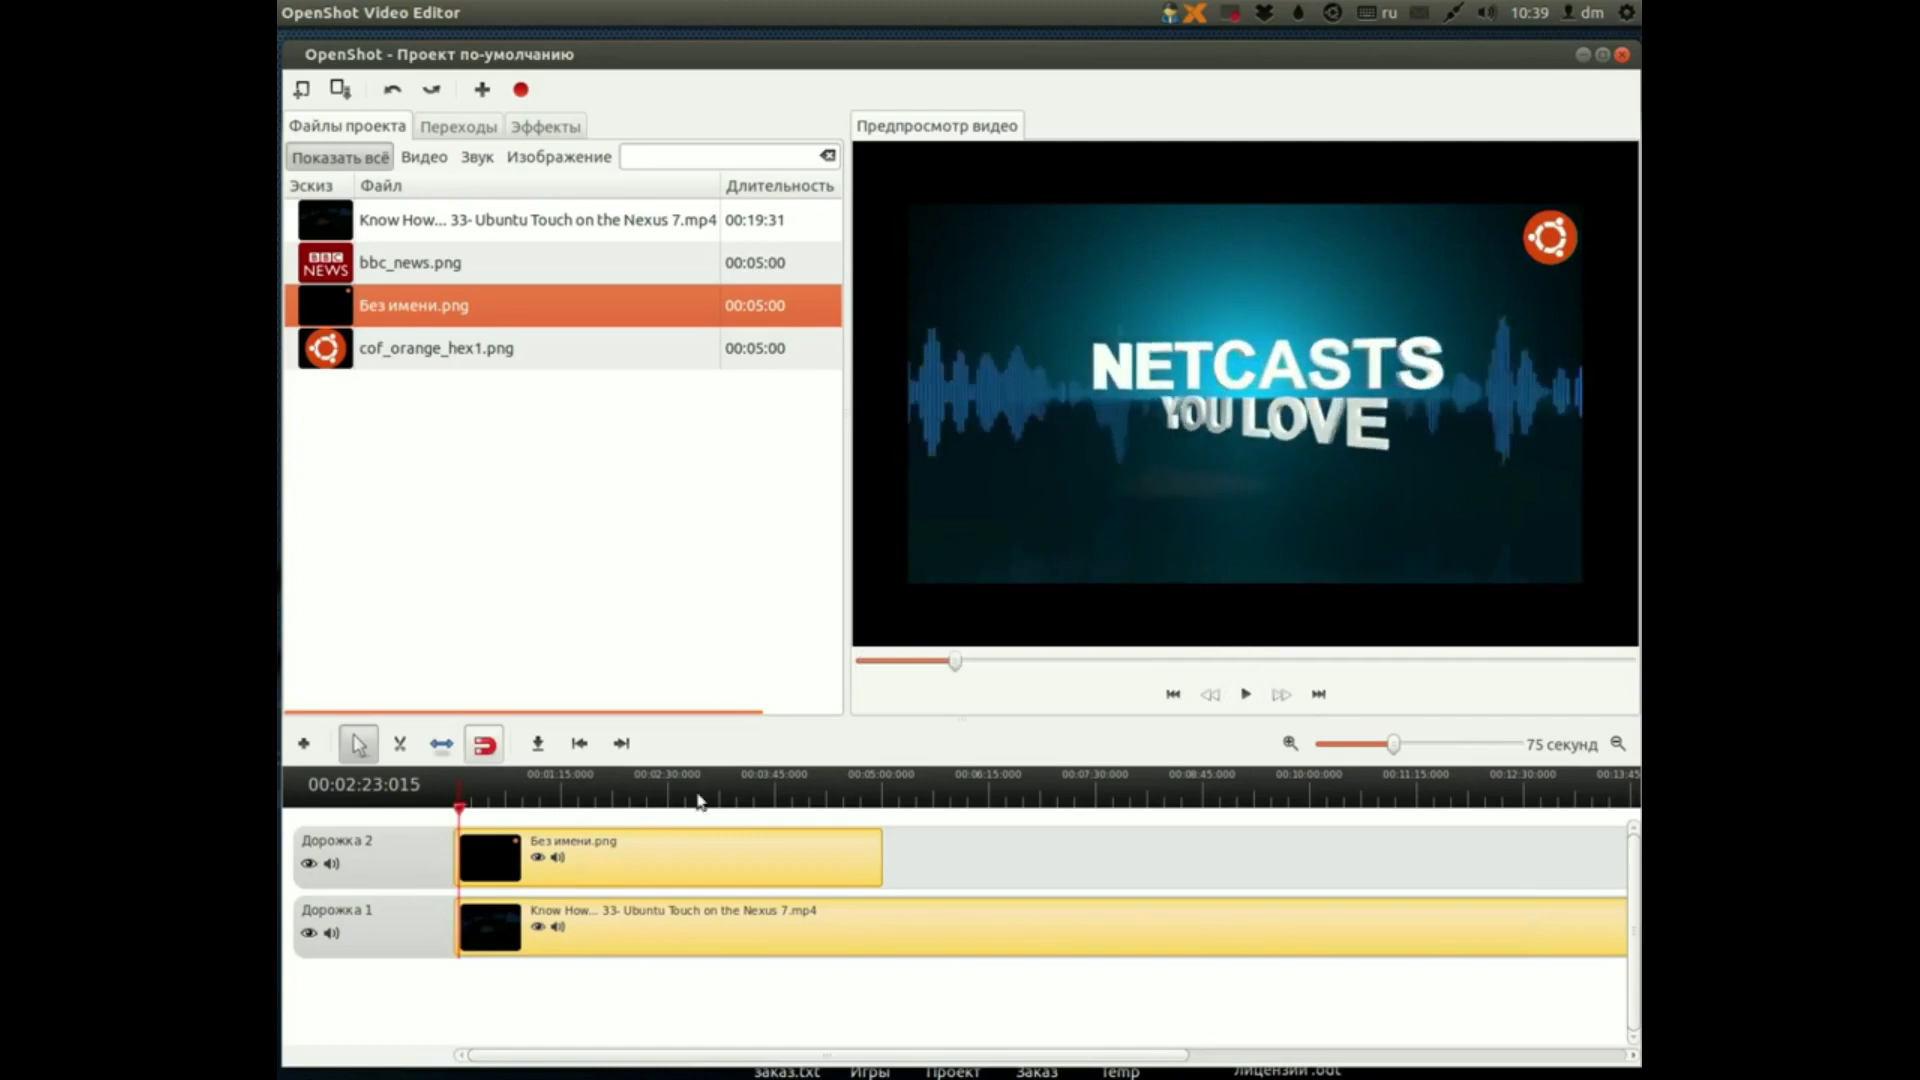 OpenShot Video Editor
ru
10:39
dm
OpenShot - Проект по-умолчанию
Файлы проекта
Переходы
Эффекты
Предпросмотр видео
Показать всё
Видео
Звук
Изображение
Эскиз
Файл
Длительность
Know How... 33- Ubuntu Touch on the Nexus 7.mp4
00:19:31
BBC
NEWS
bbc_news.png
00:05:00
Без имени.png
00:05:00
cof_orange_hex1.png
00:05:00
NETCASTS
YOU LOVE
75 секунд
00:02:23:015
00:01:15:000
00:02:30:000
00:03:45:000
00:05:00:000
00:06:15:000
00:07:30:000
00:08:45:000
00:10:00:000
00:11:15:000
00:12:30:000
00:13:45
Дорожка 2
Без имени.png
Дорожка 1
Know How... 33- Ubuntu Touch on the Nexus 7.mp4
заказ.txt
Игры
Проект
Заказ
Temp
лицензии .odt